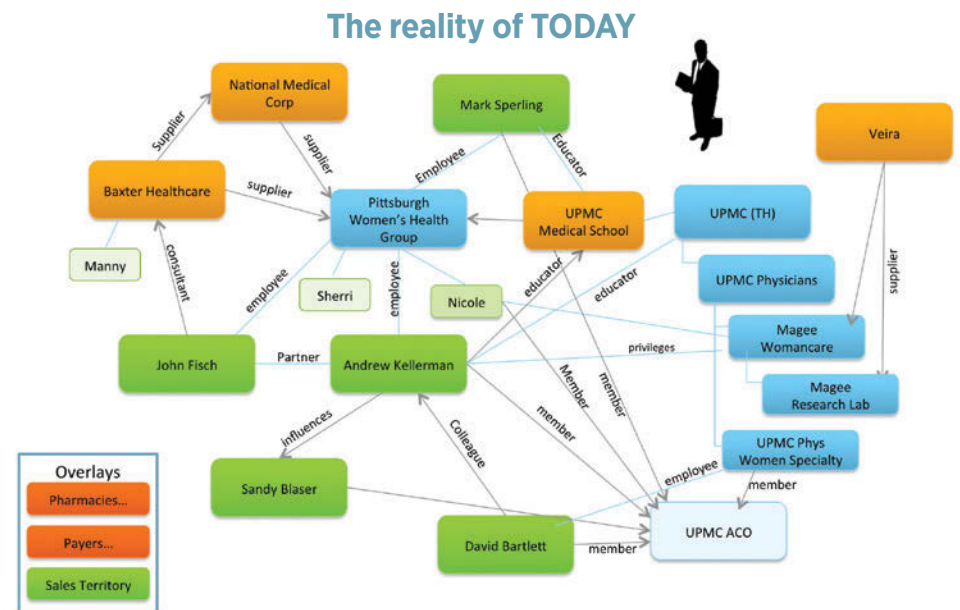 The reality of TODAY
National Medical
Corp
Mark Sperling
Veira
Supplier
supplier
Employee
Educator
Baxter Healthcare
supplier
Pittsburgh
Women's Health
Group
UPMC
Medical School
UPMC (TH)
Manny
consultant
employee
Sherri
employee
Nicole
educator
educator
UPMC Physicians
supplier
Magee
Womancare
John Fisch
Partner
Andrew Kellerman
privileges
Magee
Research Lab
influences
Colleague
member
Member
member
UPMC Phys
Women Specialty
employee
member
Sandy Blaser
David Bartlett
member
UPMC ACO
Overlays
Pharmacies...
Payers...
Sales Territory